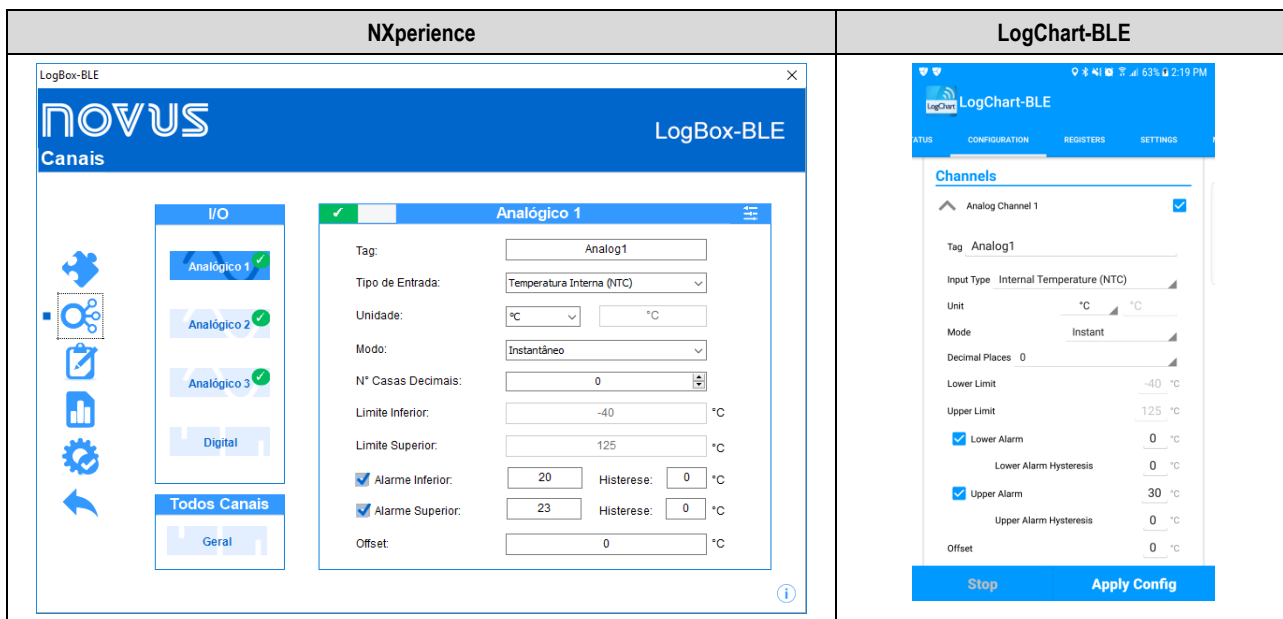 NXperience
LogChart-BLE
LogBox-BLE
NOVUS
LogBox-BLE
Canais
I/O
Analógico 1
Analógico 2
Analógico 3
Digital
Todos Canais
Geral
Analógico 1
Tag: Analog1
Tipo de Entrada: Temperatura Interna (NTC)
Unidade: ºC °C
Modo: Instantâneo
N° Casas Decimais: 0
Limite Inferior: -40 °C
Limite Superior: 125 °C
Alarme Inferior: 20 Histerese: 0 °C
Alarme Superior: 23 Histerese: 0 °C
Offset: 0 °C
63% 2:19 PM
LogChart LogChart-BLE
ATUS CONFIGURATION REGISTERS SETTINGS
Channels
Analog Channel 1
Tag Analog1
Input Type Internal Temperature (NTC)
Unit °C °C
Mode Instant
Decimal Places 0
Lower Limit -40 °C
Upper Limit 125 °C
Lower Alarm 0 °C
Lower Alarm Hysteresis 0 °C
Upper Alarm 30 °C
Upper Alarm Hysteresis 0 °C
Offset 0 °C
Stop Apply Config